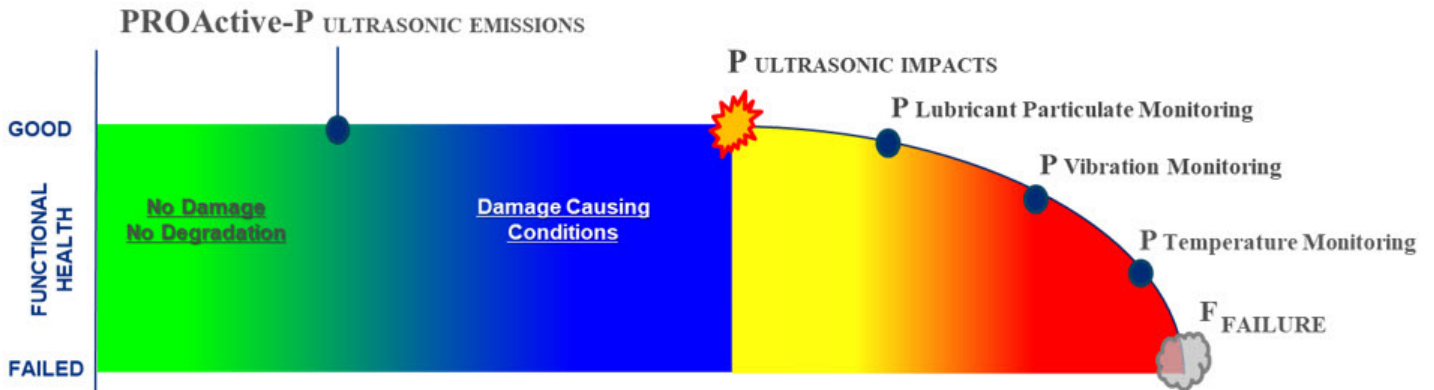 PROActive-P ULTRASONIC EMISSIONS
P ULTRASONIC IMPACTS
P Lubricant Particulate Monitoring
GOOD
P Vibration Monitoring
No Damage
No Degradation
Damage Causing
Conditions
FUNCTIONAL
HEALTH
P Temperature Monitoring
F FAILURE
FAILED